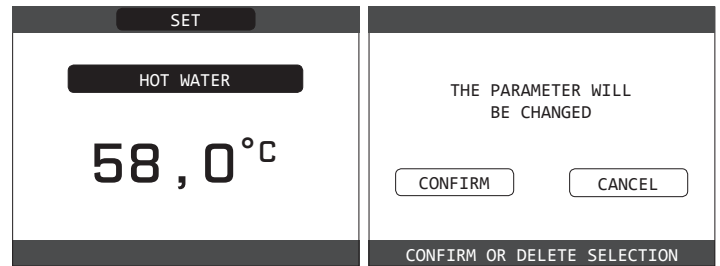 SET
HOT WATER
58,0°C
THE PARAMETER WILL
BE CHANGED
CONFIRM
CANCEL
CONFIRM OR DELETE SELECTION